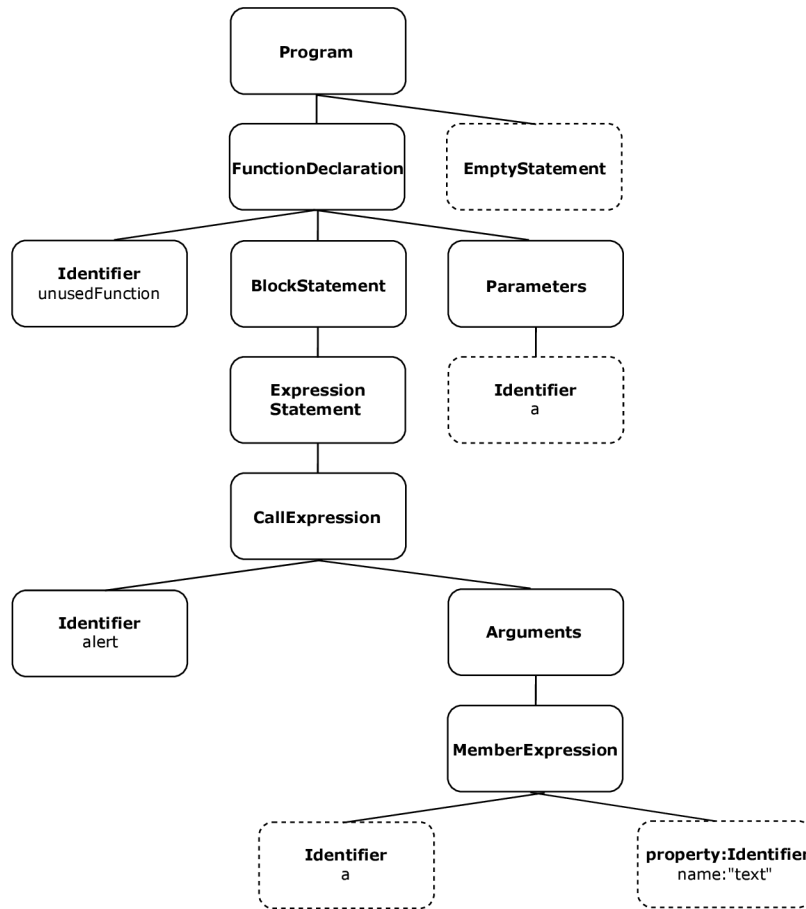 Program
FunctionDeclaration
EmptyStatement
Identifier
unusedFunction
BlockStatement
Parameters
Expression
Statement
Identifier
a
CallExpression
Identifier
alert
Arguments
MemberExpression
Identifier
a
property:Identifier
name:"text"